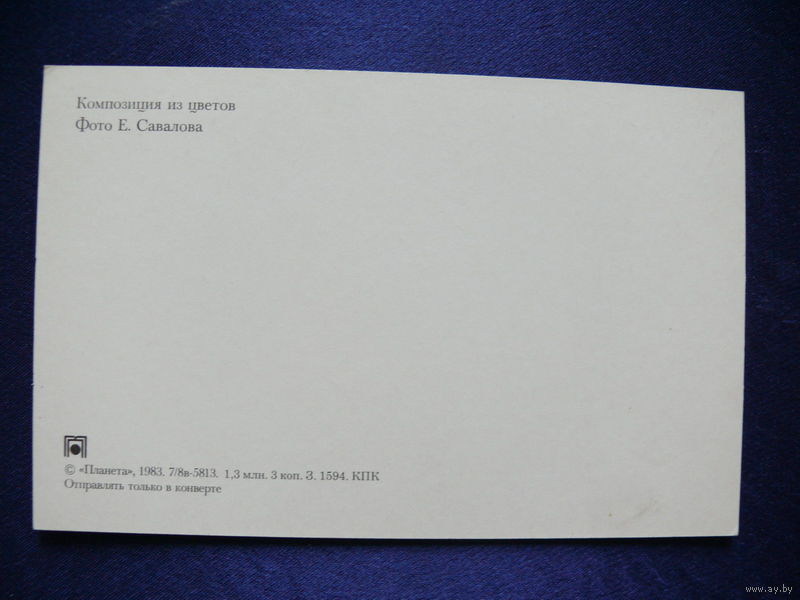 Композиция из цветов
Фото Е. Савалова
© «Планета», 1983. 7/8в-5813. 1,3 млн. 3 коп. З. 1594. КПК
Отправлять только в конверте
www.ay.by